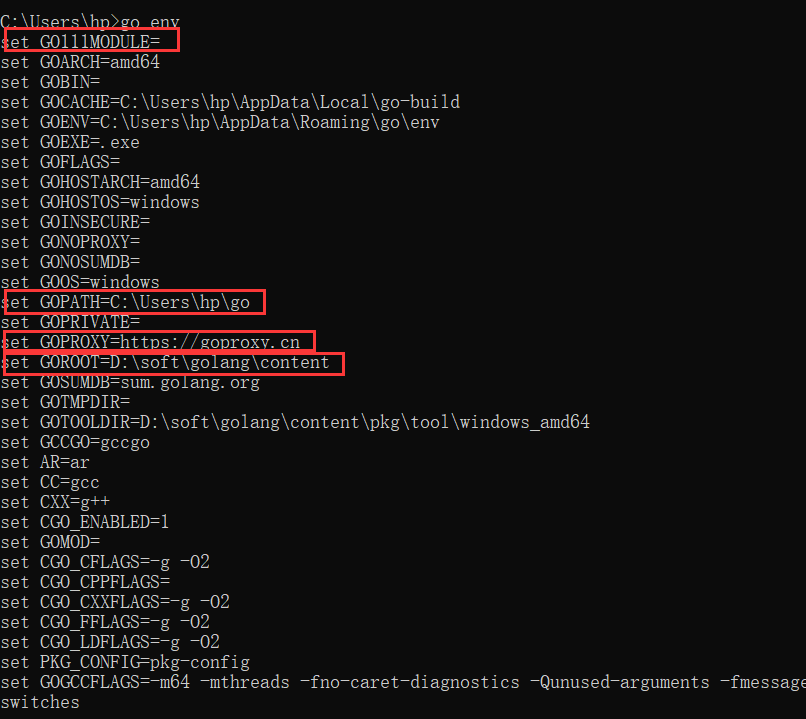 C:\Users\hp>go env
set GO111MODULE=
set GOARCH=amd64
set GOBIN=
set GOCACHE=C:\Users\hp\AppData\Local\go-build
set GOENV=C:\Users\hp\AppData\Roaming\go\env
set GOEXE=.exe
set GOFLAGS=
set GOHOSTARCH=amd64
set GOHOSTOS=windows
set GOINSECURE=
set GONOPROXY=
set GONOSUMDB=
set GOOS=windows
set GOPATH=C:\Users\hp\go
set GOPRIVATE=
set GOPROXY=https://goproxy.cn
set GOROOT=D:\soft\golang\content
set GOSUMDB=sum.golang.org
set GOTMPDIR=
set GOTOOLDIR=D:\soft\golang\content\pkg\tool\windows_amd64
set GCCGO=gccgo
set AR=ar
set CC=gcc
set CXX=g++
set CGO_ENABLED=1
set GOMOD=
set CGO_CFLAGS=-g -O2
set CGO_CPPFLAGS=
set CGO_CXXFLAGS=-g -O2
set CGO_FFLAGS=-g -O2
set CGO_LDFLAGS=-g -O2
set PKG_CONFIG=pkg-config
set GOGCCFLAGS=-m64 -mthreads -fno-caret-diagnostics -Qunused-arguments -fmessage
switches